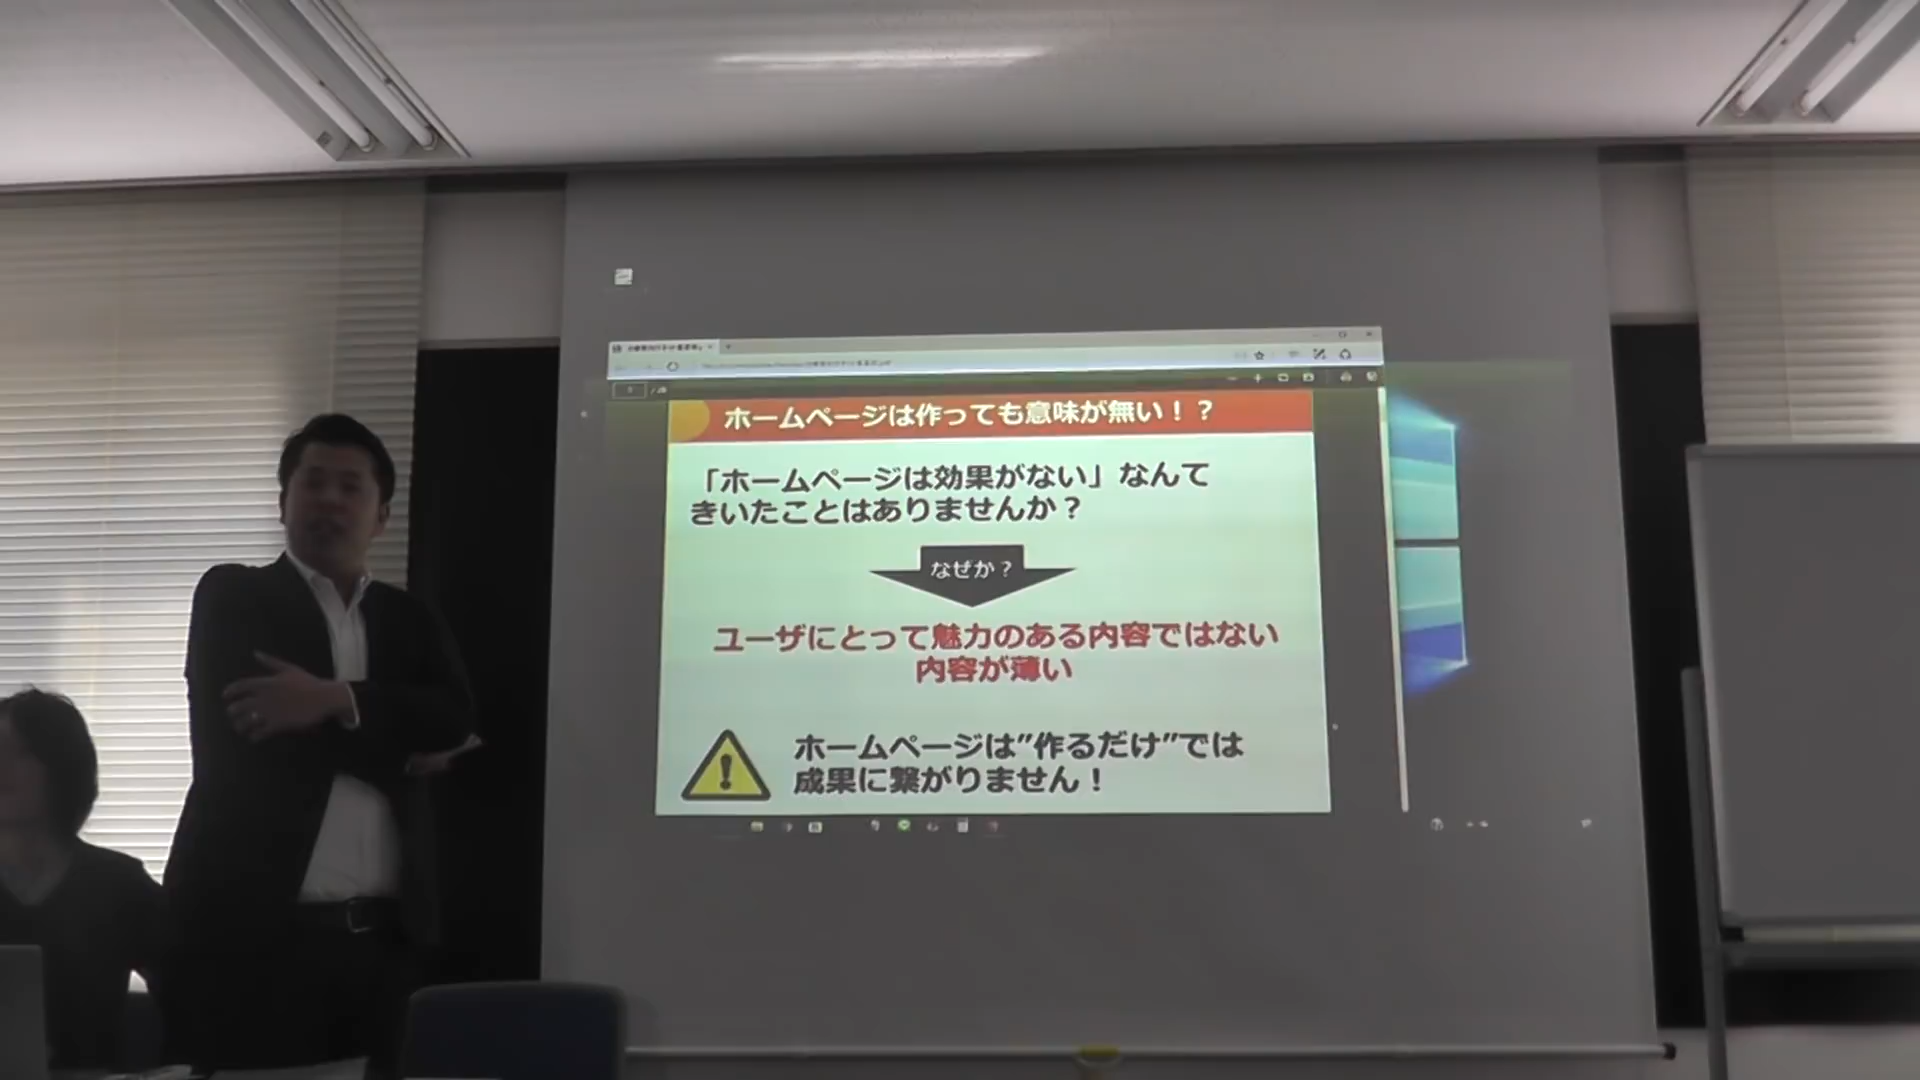 ホームページは作っても意味が無い！？
「ホームページは効果がない」なんて
きいたことはありませんか？
なぜか？
ユーザにとって魅力のある内容ではない
内容が薄い
ホームページは”作るだけ”では
成果に繋がりません！